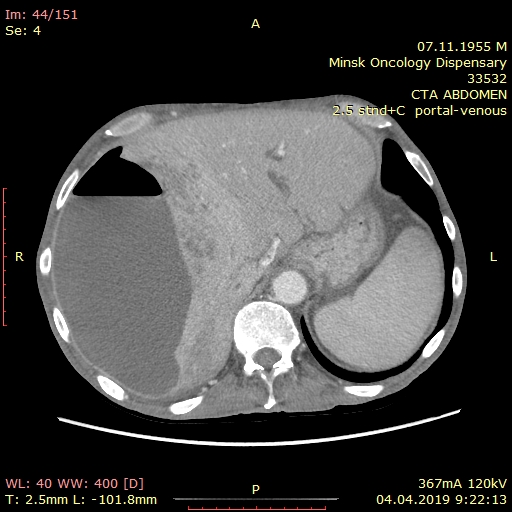 Im: 44/151
Se: 4
A
07.11.1955 M
Minsk Oncology Dispensary
33532
CTA ABDOMEN
2.5 stnd+C portal-venous
R
L
WL: 40 WW: 400 [D]
T: 2.5mm L: -101.8mm
P
367mA 120kV
04.04.2019 9:22:13